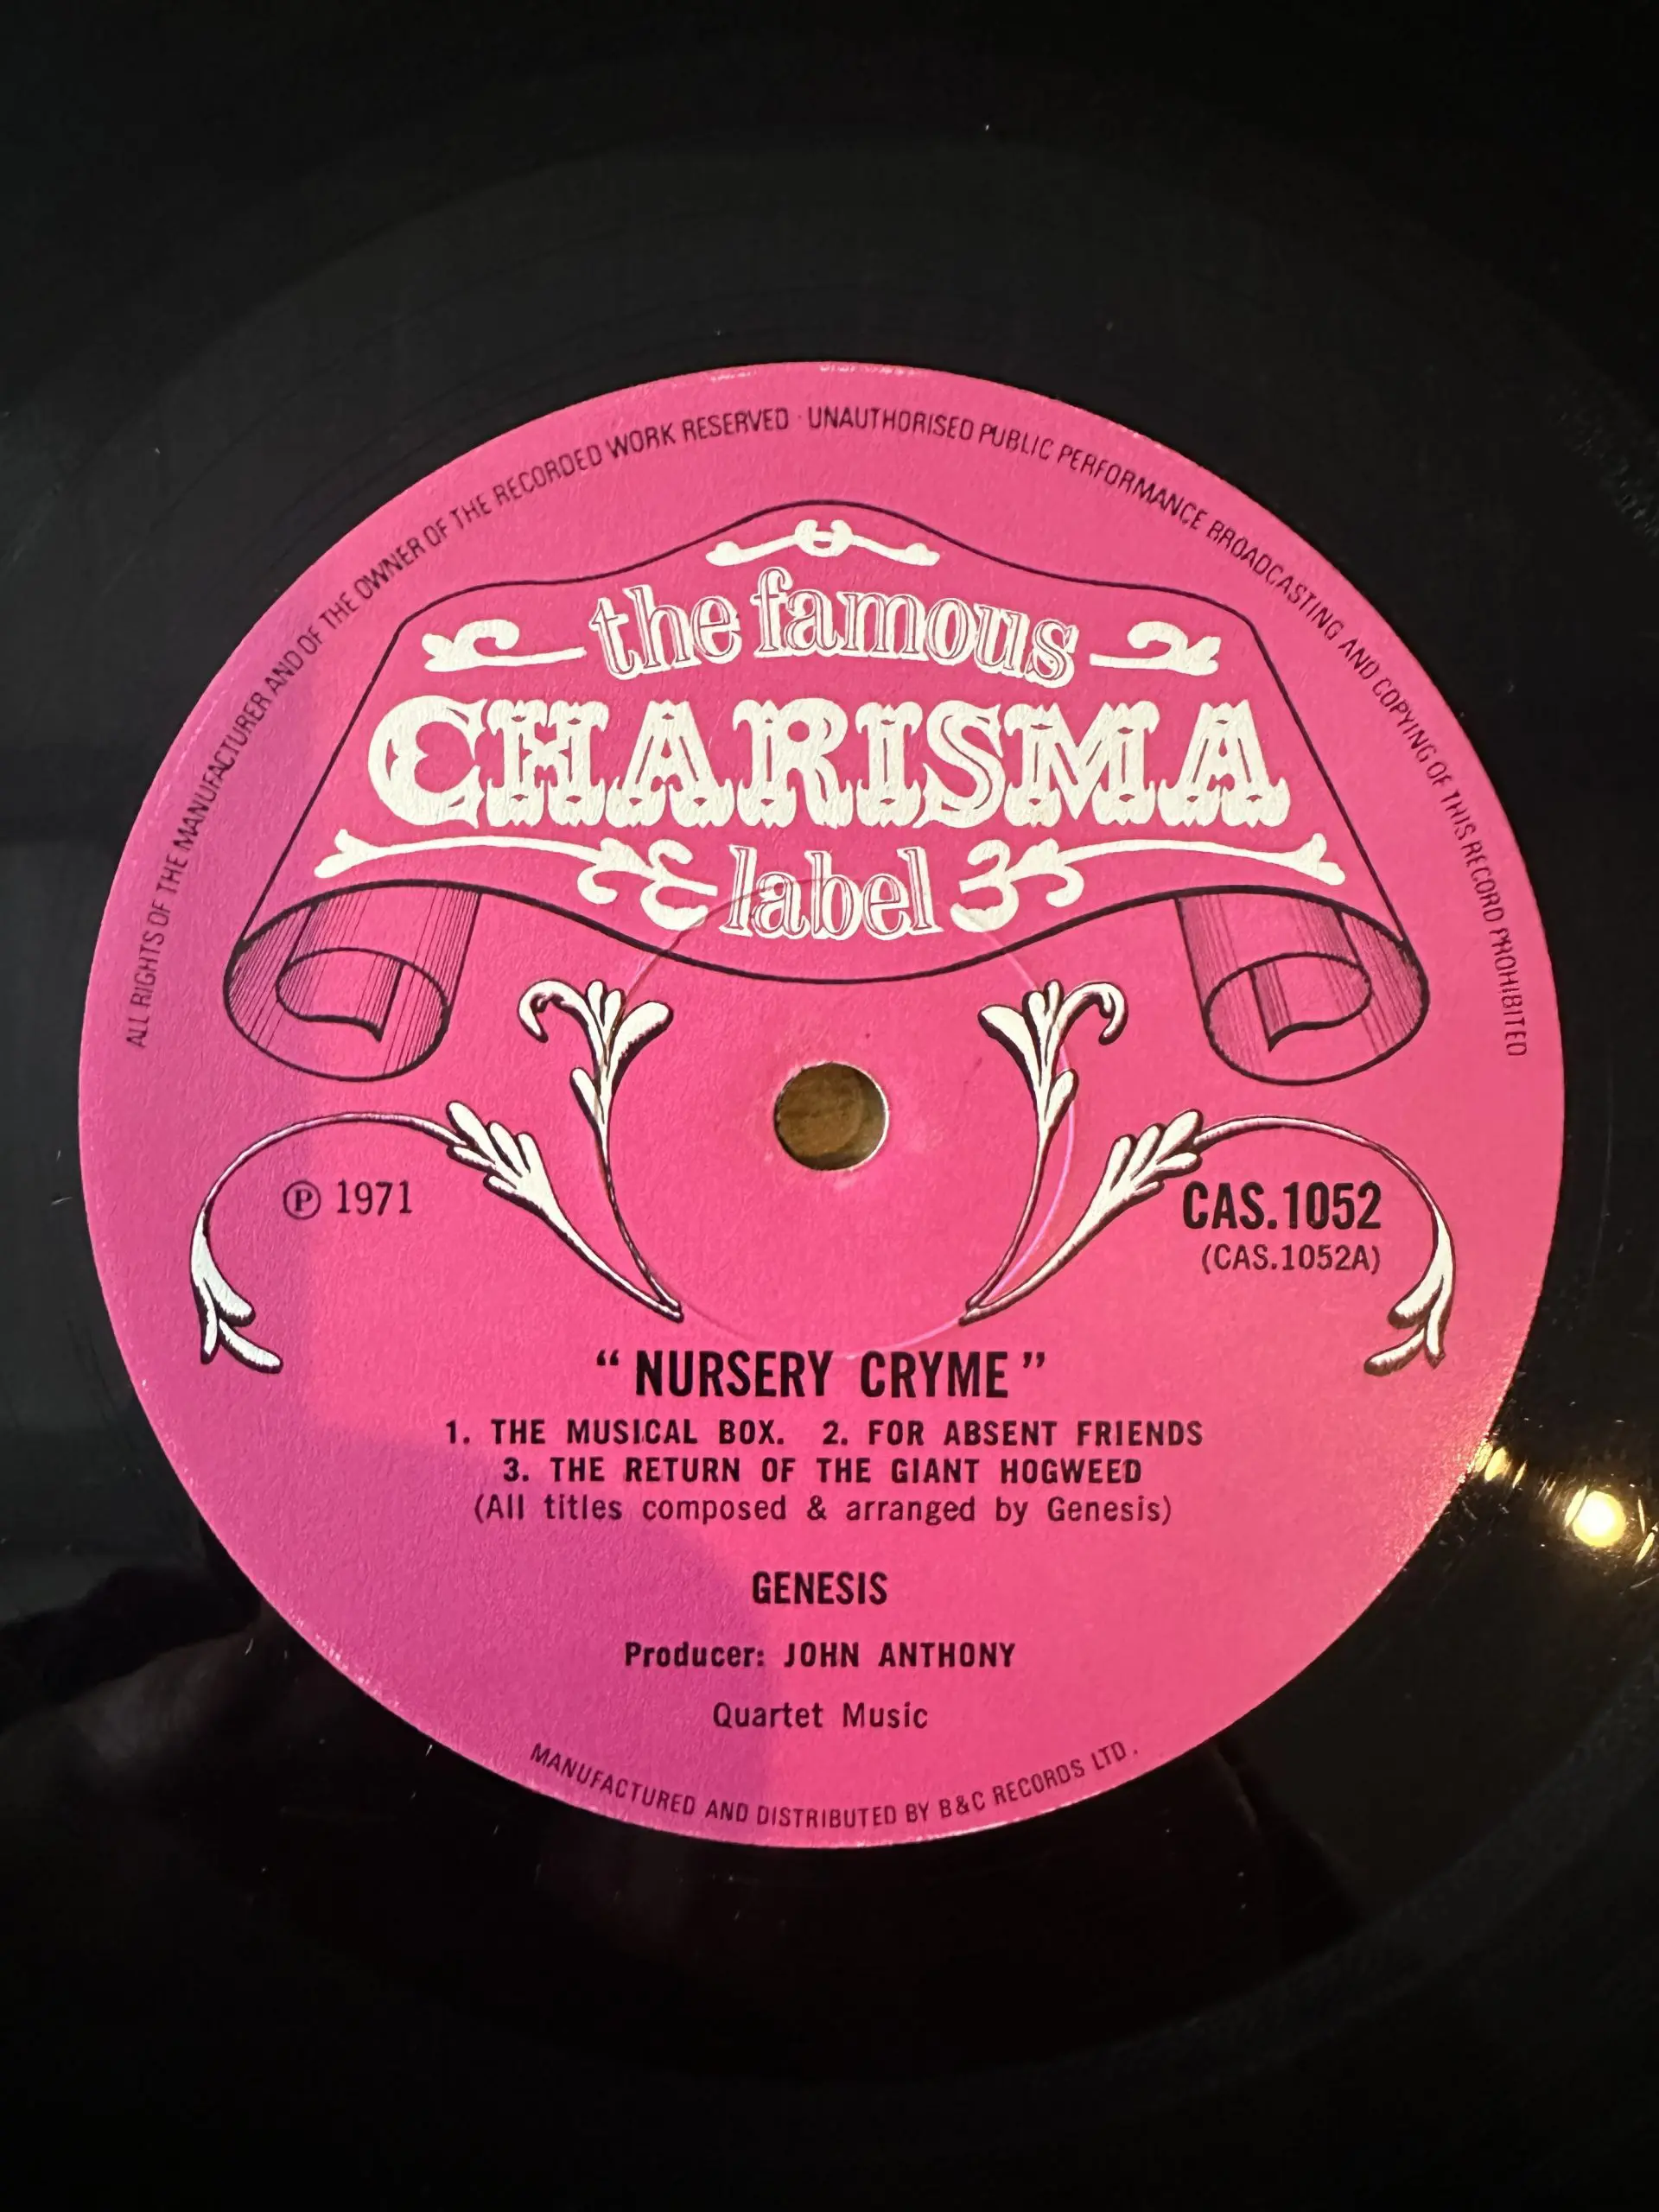 ALL RIGHTS OF THE MANUFACTURER AND OF THE OWNER OF THE RECORDED WORK RESERVED · UNAUTHORISED PUBLIC PERFORMANCE BROADCASTING AND COPYING OF THIS RECORD PROHIBITED
the famous
CHARISMA
label
℗ 1971
CAS.1052
(CAS.1052A)
“NURSERY CRYME”
1. THE MUSICAL BOX. 2. FOR ABSENT FRIENDS
3. THE RETURN OF THE GIANT HOGWEED
(All titles composed & arranged by Genesis)
GENESIS
Producer: JOHN ANTHONY
Quartet Music
MANUFACTURED AND DISTRIBUTED BY B&C RECORDS LTD.